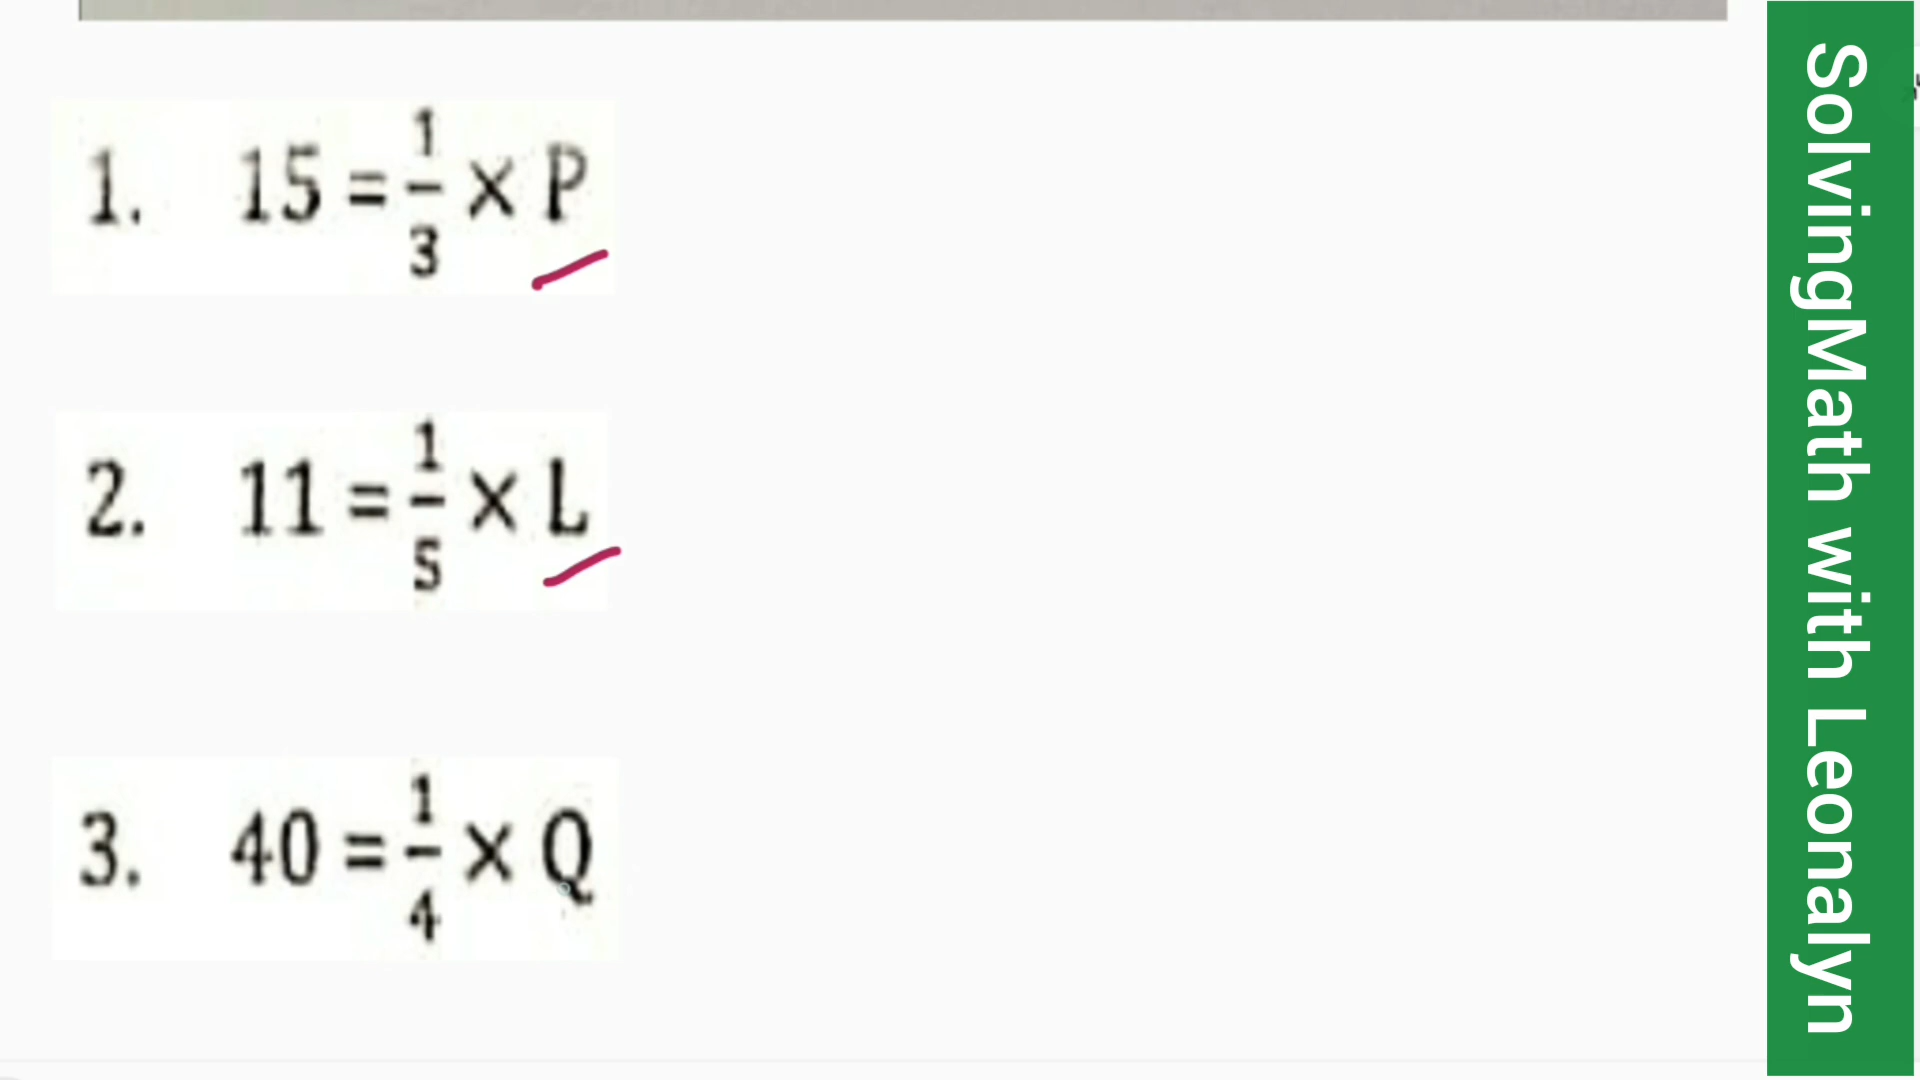 1. 15 = 1/3 × P
2. 11 = 1/5 × L
3. 40 = 1/4 × Q
SolvingMath with Leonalyn